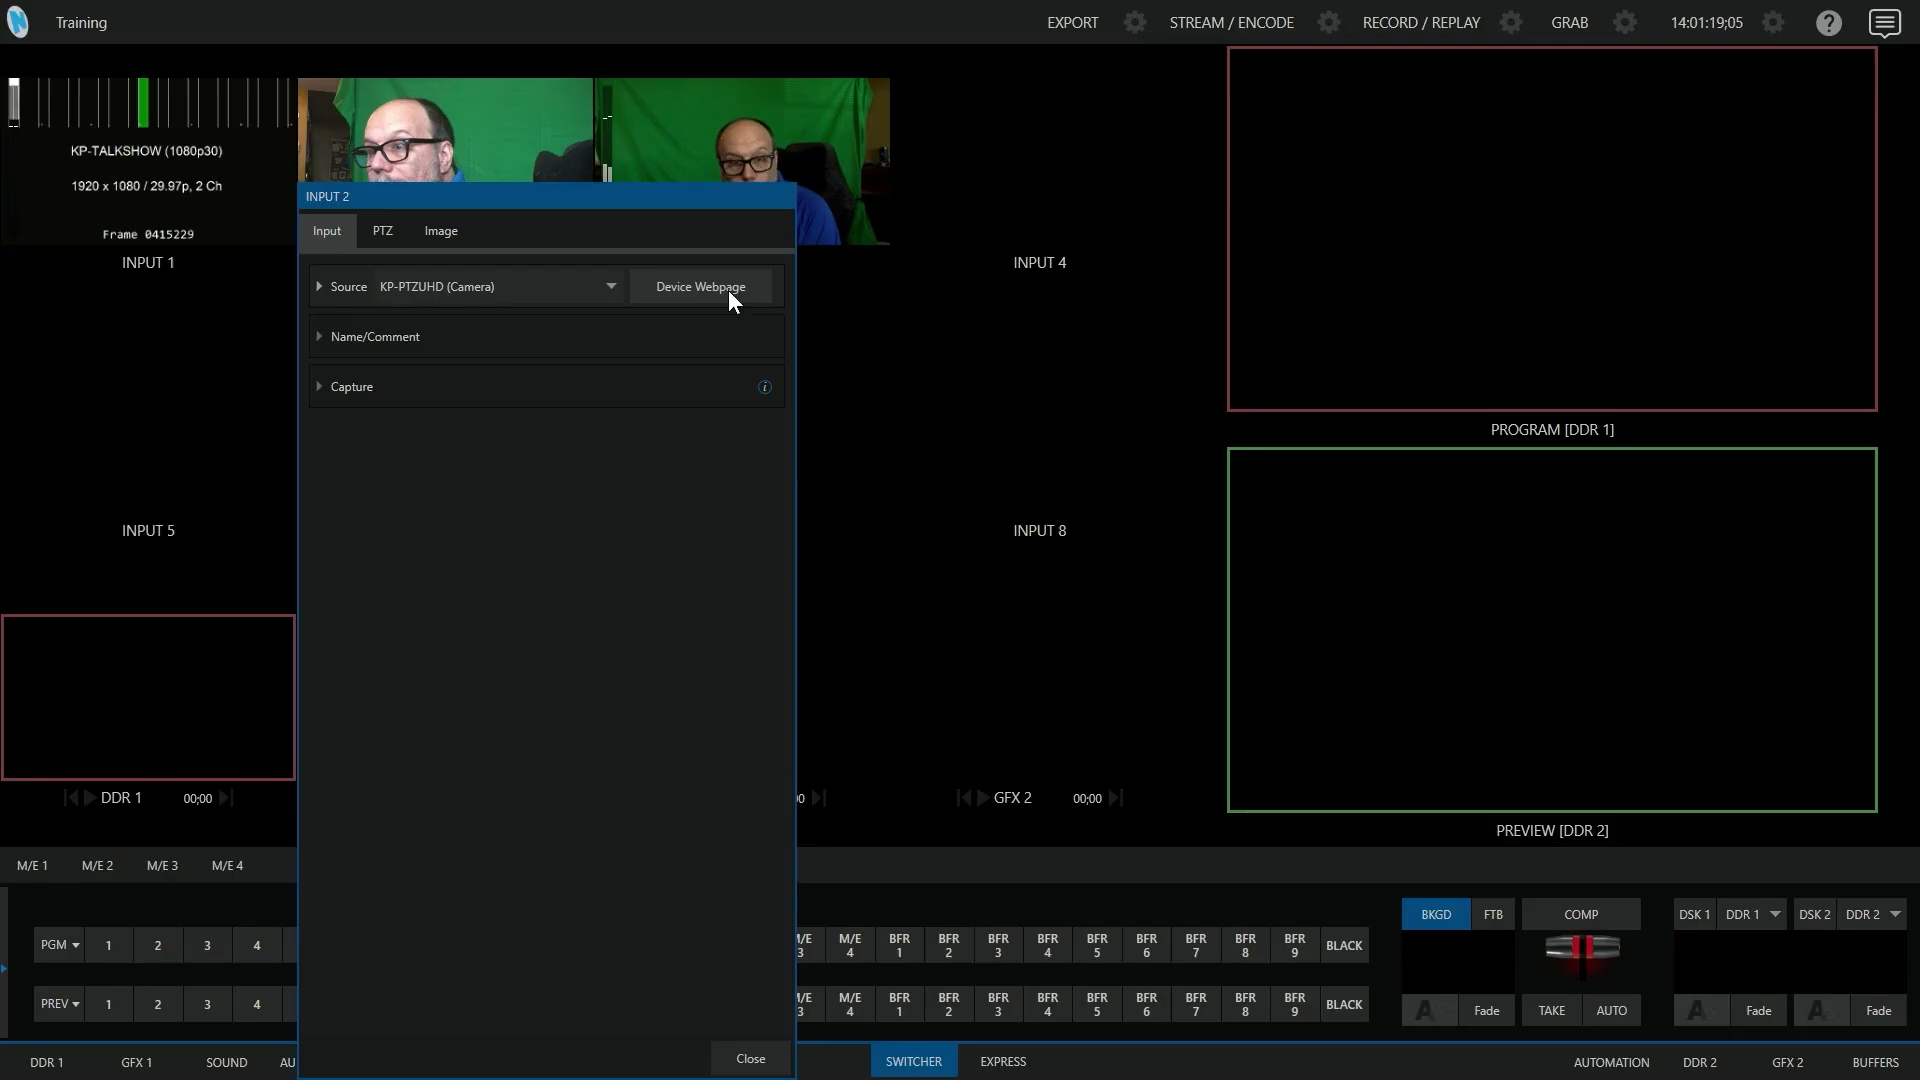 Training
EXPORT
STREAM / ENCODE
RECORD / REPLAY
GRAB
14:01:19;05
?
KP-TALKSHOW (1080p30)
1920 x 1080 / 29.97p, 2 Ch
Frame 0415229
INPUT 1
INPUT 2
Input PTZ Image
Source KP-PTZUHD (Camera) Device Webpage
Name/Comment
Capture i
Close
INPUT 4
INPUT 5
INPUT 8
PROGRAM [DDR 1]
PREVIEW [DDR 2]
DDR 1 00;00
GFX 2 00;00
M/E 1 M/E 2 M/E 3 M/E 4
PGM 1 2 3 4
M/E 3 M/E 4 BFR 1 BFR 2 BFR 3 BFR 4 BFR 5 BFR 6 BFR 7 BFR 8 BFR 9 BLACK
PREV 1 2 3 4
M/E 3 M/E 4 BFR 1 BFR 2 BFR 3 BFR 4 BFR 5 BFR 6 BFR 7 BFR 8 BFR 9 BLACK
BKGD FTB COMP
DSK 1 DDR 1 DSK 2 DDR 2
A Fade TAKE AUTO A Fade A Fade
DDR 1 GFX 1 SOUND AU
SWITCHER EXPRESS
AUTOMATION DDR 2 GFX 2 BUFFERS